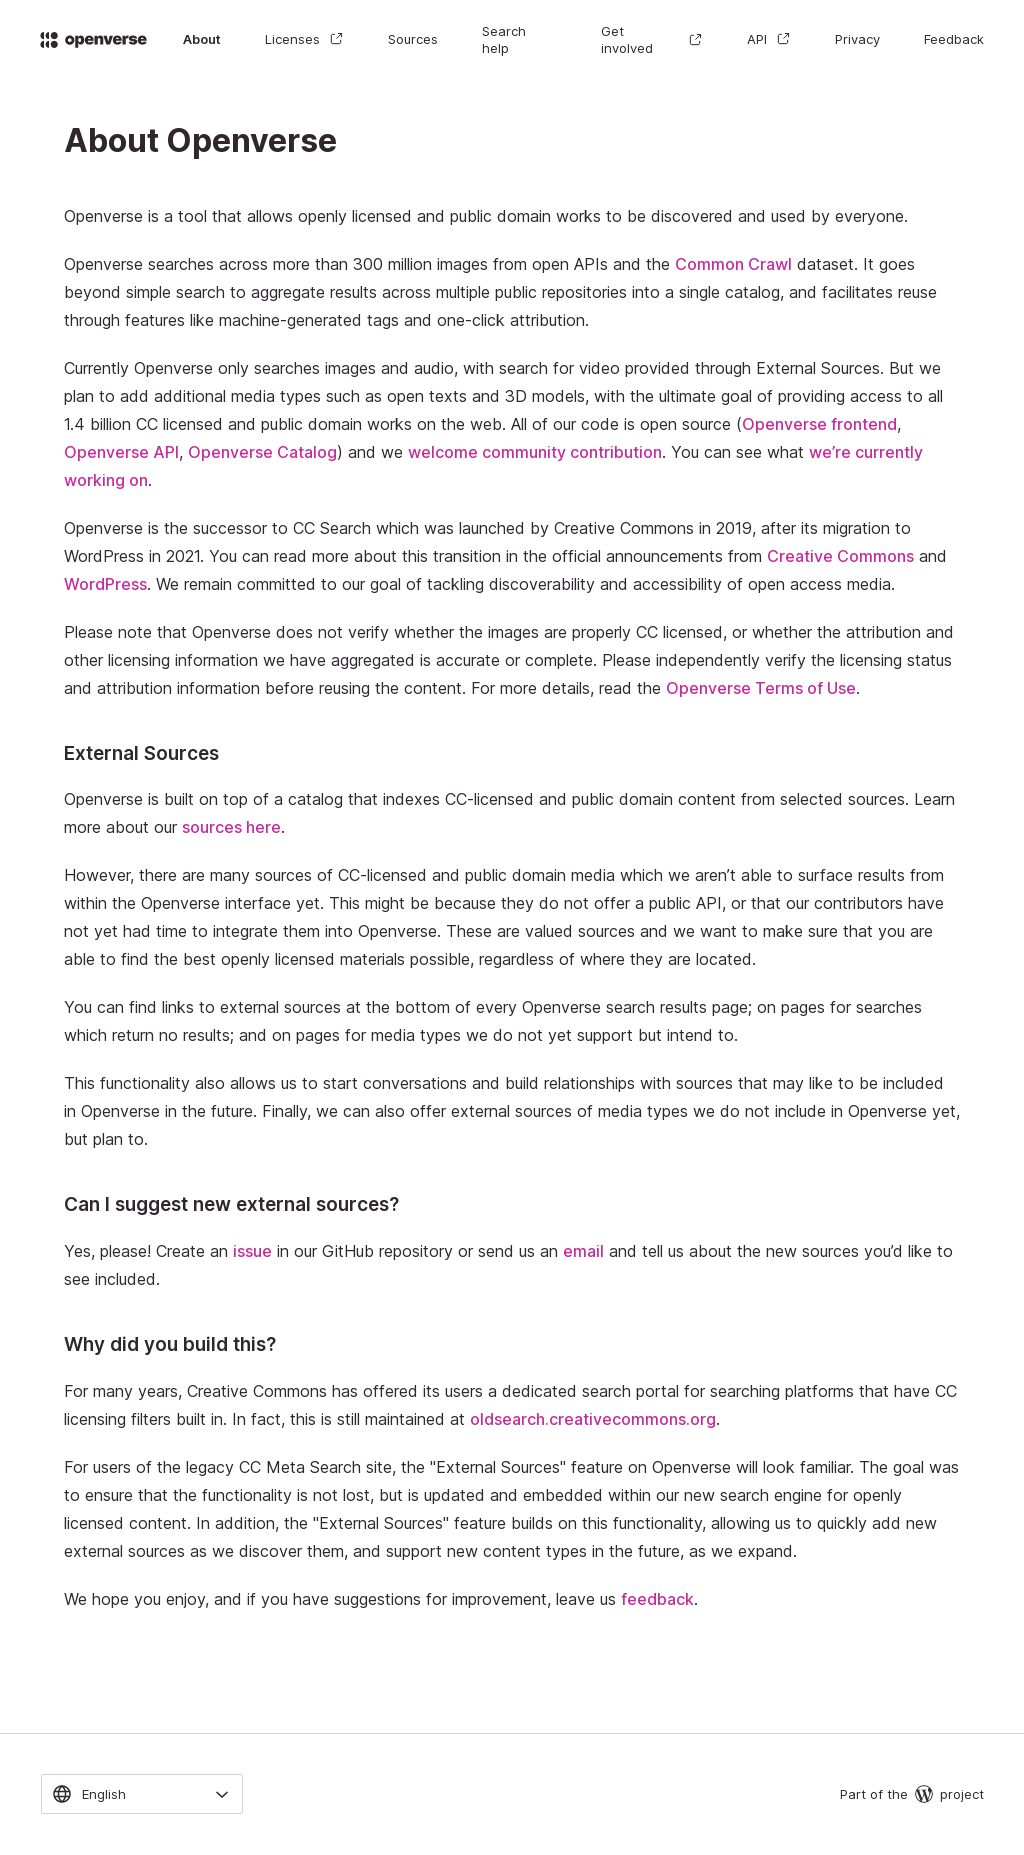 openverse
About
Licenses
Sources
Search
help
Get
involved
API
Privacy
Feedback
About Openverse
Openverse is a tool that allows openly licensed and public domain works to be discovered and used by everyone.
Openverse searches across more than 300 million images from open APIs and the Common Crawl dataset. It goes
beyond simple search to aggregate results across multiple public repositories into a single catalog, and facilitates reuse
through features like machine-generated tags and one-click attribution.
Currently Openverse only searches images and audio, with search for video provided through External Sources. But we
plan to add additional media types such as open texts and 3D models, with the ultimate goal of providing access to all
1.4 billion CC licensed and public domain works on the web. All of our code is open source (Openverse frontend,
Openverse API, Openverse Catalog) and we welcome community contribution. You can see what we’re currently
working on.
Openverse is the successor to CC Search which was launched by Creative Commons in 2019, after its migration to
WordPress in 2021. You can read more about this transition in the official announcements from Creative Commons and
WordPress. We remain committed to our goal of tackling discoverability and accessibility of open access media.
Please note that Openverse does not verify whether the images are properly CC licensed, or whether the attribution and
other licensing information we have aggregated is accurate or complete. Please independently verify the licensing status
and attribution information before reusing the content. For more details, read the Openverse Terms of Use.
External Sources
Openverse is built on top of a catalog that indexes CC-licensed and public domain content from selected sources. Learn
more about our sources here.
However, there are many sources of CC-licensed and public domain media which we aren’t able to surface results from
within the Openverse interface yet. This might be because they do not offer a public API, or that our contributors have
not yet had time to integrate them into Openverse. These are valued sources and we want to make sure that you are
able to find the best openly licensed materials possible, regardless of where they are located.
You can find links to external sources at the bottom of every Openverse search results page; on pages for searches
which return no results; and on pages for media types we do not yet support but intend to.
This functionality also allows us to start conversations and build relationships with sources that may like to be included
in Openverse in the future. Finally, we can also offer external sources of media types we do not include in Openverse yet,
but plan to.
Can I suggest new external sources?
Yes, please! Create an issue in our GitHub repository or send us an email and tell us about the new sources you’d like to
see included.
Why did you build this?
For many years, Creative Commons has offered its users a dedicated search portal for searching platforms that have CC
licensing filters built in. In fact, this is still maintained at oldsearch.creativecommons.org.
For users of the legacy CC Meta Search site, the "External Sources" feature on Openverse will look familiar. The goal was
to ensure that the functionality is not lost, but is updated and embedded within our new search engine for openly
licensed content. In addition, the "External Sources" feature builds on this functionality, allowing us to quickly add new
external sources as we discover them, and support new content types in the future, as we expand.
We hope you enjoy, and if you have suggestions for improvement, leave us feedback.
English
Part of the project